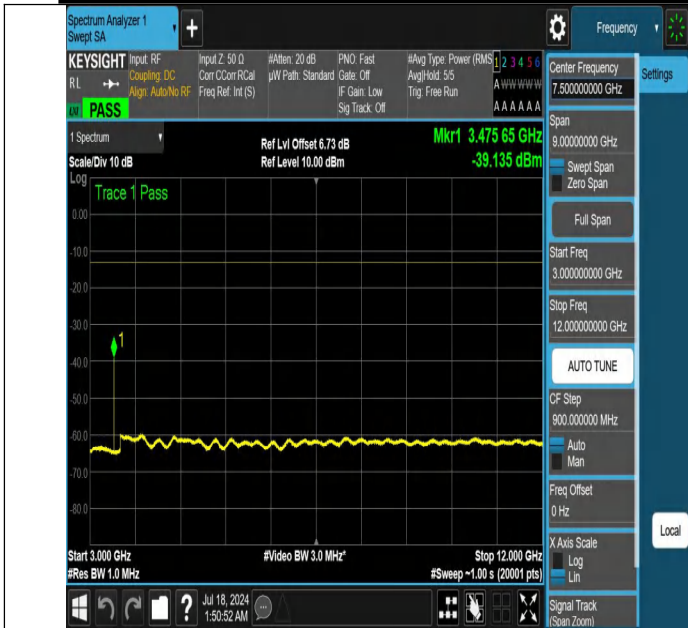 Spectrum Analyzer 1
Swept SA
Frequency
KEYSIGHT
RL
LXI
PASS
Input: RF
Coupling: DC
Align: Auto/No RF
Input Z: 50 Ω
Corr CCorr RCal
Freq Ref: Int (S)
#Atten: 20 dB
µW Path: Standard
PNO: Fast
Gate: Off
IF Gain: Low
Sig Track: Off
#Avg Type: Power (RMS
Avg|Hold: 5/5
Trig: Free Run
1 2 3 4 5 6
A W W W W W
A A A A A A
1 Spectrum
Scale/Div 10 dB
Ref Lvl Offset 6.73 dB
Ref Level 10.00 dBm
Mkr1 3.475 65 GHz
-39.135 dBm
Log
Trace 1 Pass
0.00
-10.0
-20.0
-30.0
1
-40.0
-50.0
-60.0
-70.0
-80.0
Start 3.000 GHz
#Res BW 1.0 MHz
#Video BW 3.0 MHz*
Stop 12.000 GHz
#Sweep ~1.00 s (20001 pts)
Jul 18, 2024
1:50:52 AM
Center Frequency
7.50000000 GHz
Settings
Span
9.00000000 GHz
Swept Span
Zero Span
Full Span
Start Freq
3.000000000 GHz
Stop Freq
12.000000000 GHz
AUTO TUNE
CF Step
900.000000 MHz
Auto
Man
Freq Offset
0 Hz
X Axis Scale
Log
Lin
Local
Signal Track
(Span Zoom)